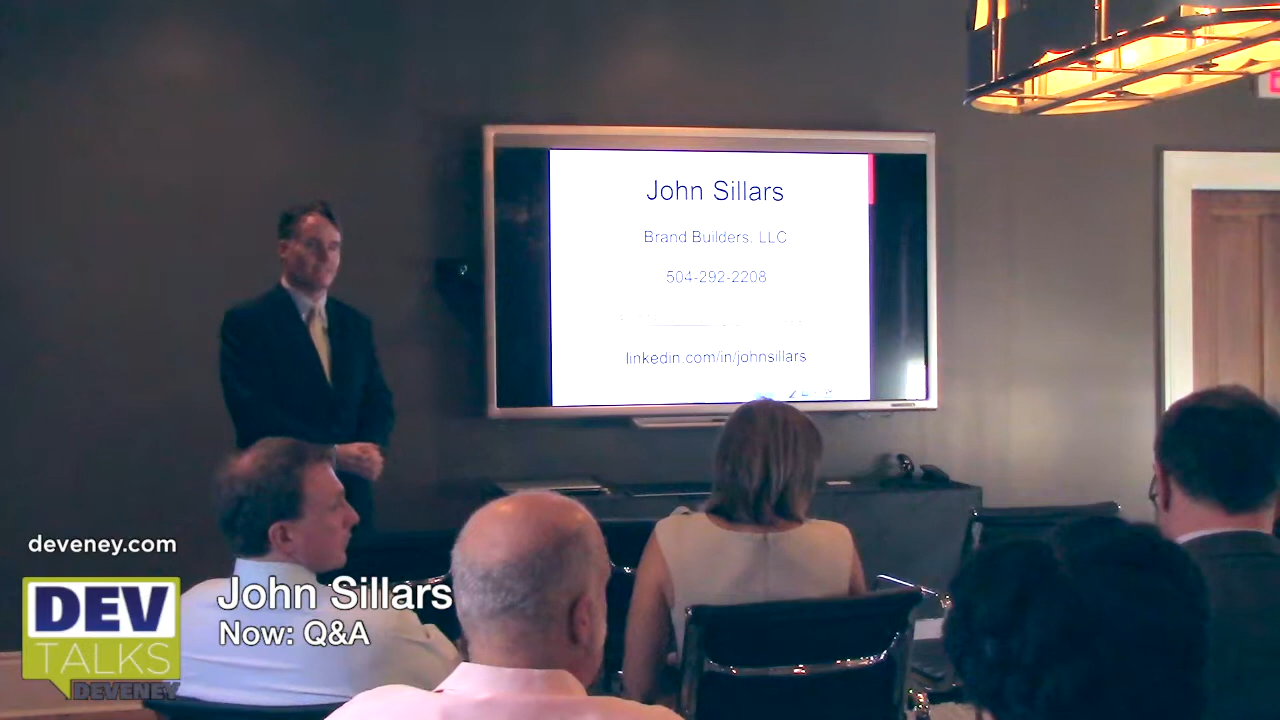 John Sillars
Brand Builders, LLC
504-292-2208
linkedin.com/in/johnsillars
deveney.com
DEV
TALKS
DEVENEY
John Sillars
Now: Q&A